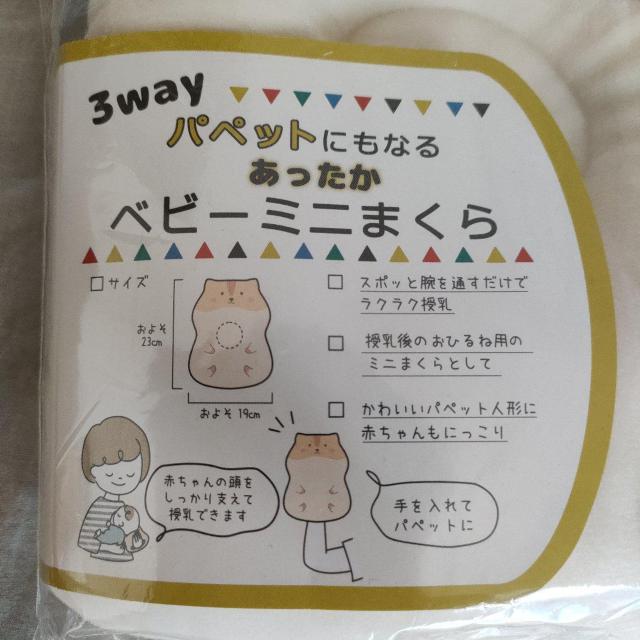 3way
パペットにもなる
あったか
ベビーミニまくら
サイズ
およそ
23cm
およそ 19cm
スポッと腕を通すだけで
ラクラク授乳
授乳後のおひるね用の
ミニまくらとして
かわいいパペット人形に
赤ちゃんもにっこり
赤ちゃんの頭を
しっかり支えて
授乳できます
手を入れて
パペットに